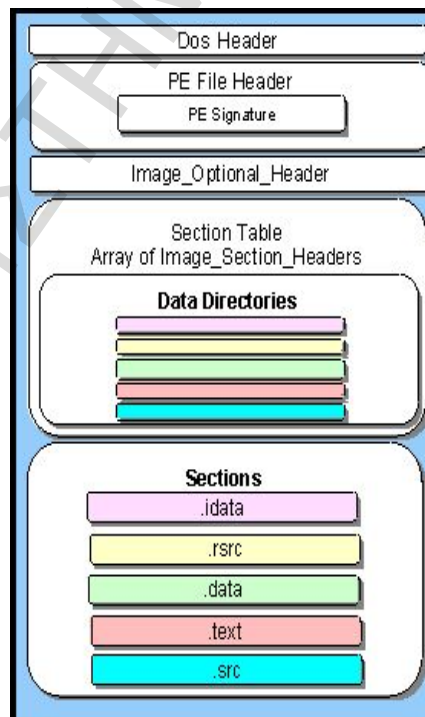 Dos Header
PE File Header
PE Signature
Image_Optional_Header
Section Table
Array of Image_Section_Headers
Data Directories
Sections
.idata
.rsrc
.data
.text
.src